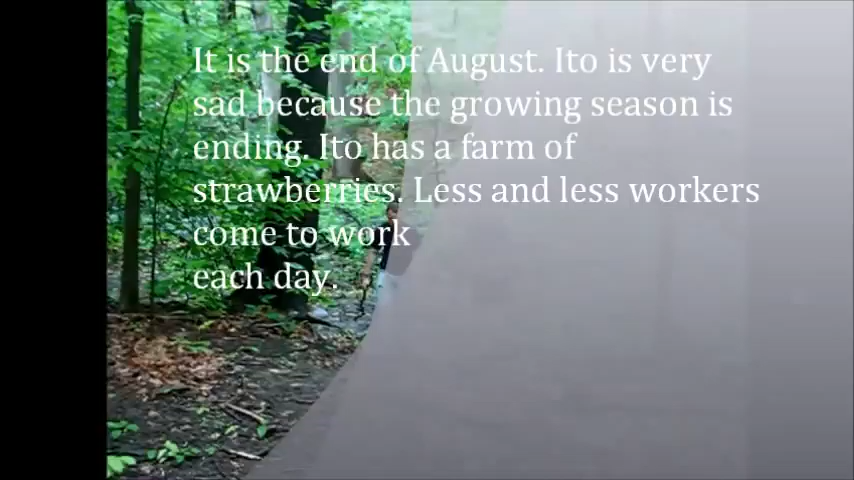 It is the end of August. Ito is very
sad because the growing season is
ending. Ito has a farm of
strawberries. Less and less workers
come to work
each day.